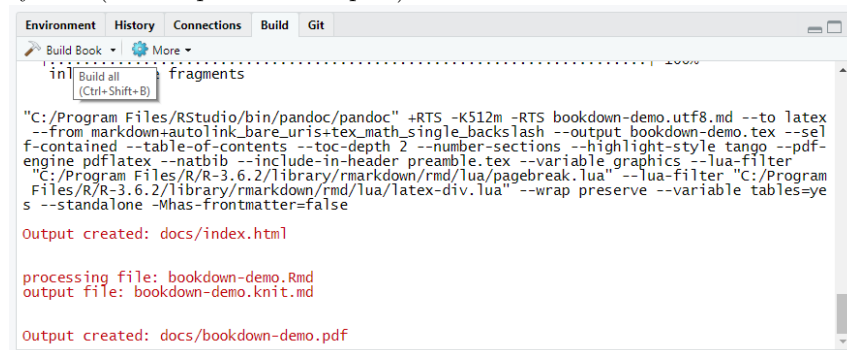 Environment History Connections Build Git
Build Book More
100%
inl e fragments
Build all
(Ctrl+Shift+B)
"C:/Program Files/RStudio/bin/pandoc/pandoc" +RTS -K512m -RTS bookdown-demo.utf8.md --to latex
--from markdown+autolink_bare_uris+tex_math_single_backslash --output bookdown-demo.tex --sel
f-contained --table-of-contents --toc-depth 2 --number-sections --highlight-style tango --pdf-
engine pdflatex --natbib --include-in-header preamble.tex --variable graphics --lua-filter
"C:/Program Files/R/R-3.6.2/library/rmarkdown/rmd/lua/pagebreak.lua" --lua-filter "C:/Program
Files/R/R-3.6.2/library/rmarkdown/rmd/lua/latex-div.lua" --wrap preserve --variable tables=ye
s --standalone -Mhas-frontmatter=false
Output created: docs/index.html
processing file: bookdown-demo.Rmd
output file: bookdown-demo.knit.md
Output created: docs/bookdown-demo.pdf